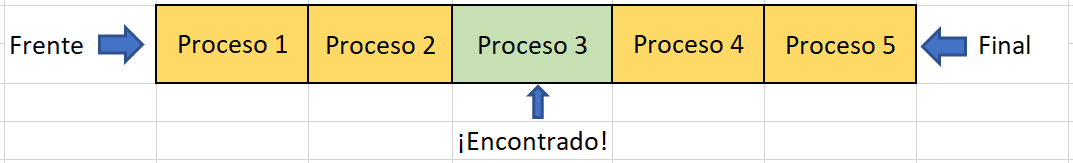 Frente Proceso 1 Proceso 2 Proceso 3 Proceso 4 Proceso 5 Final
¡Encontrado!